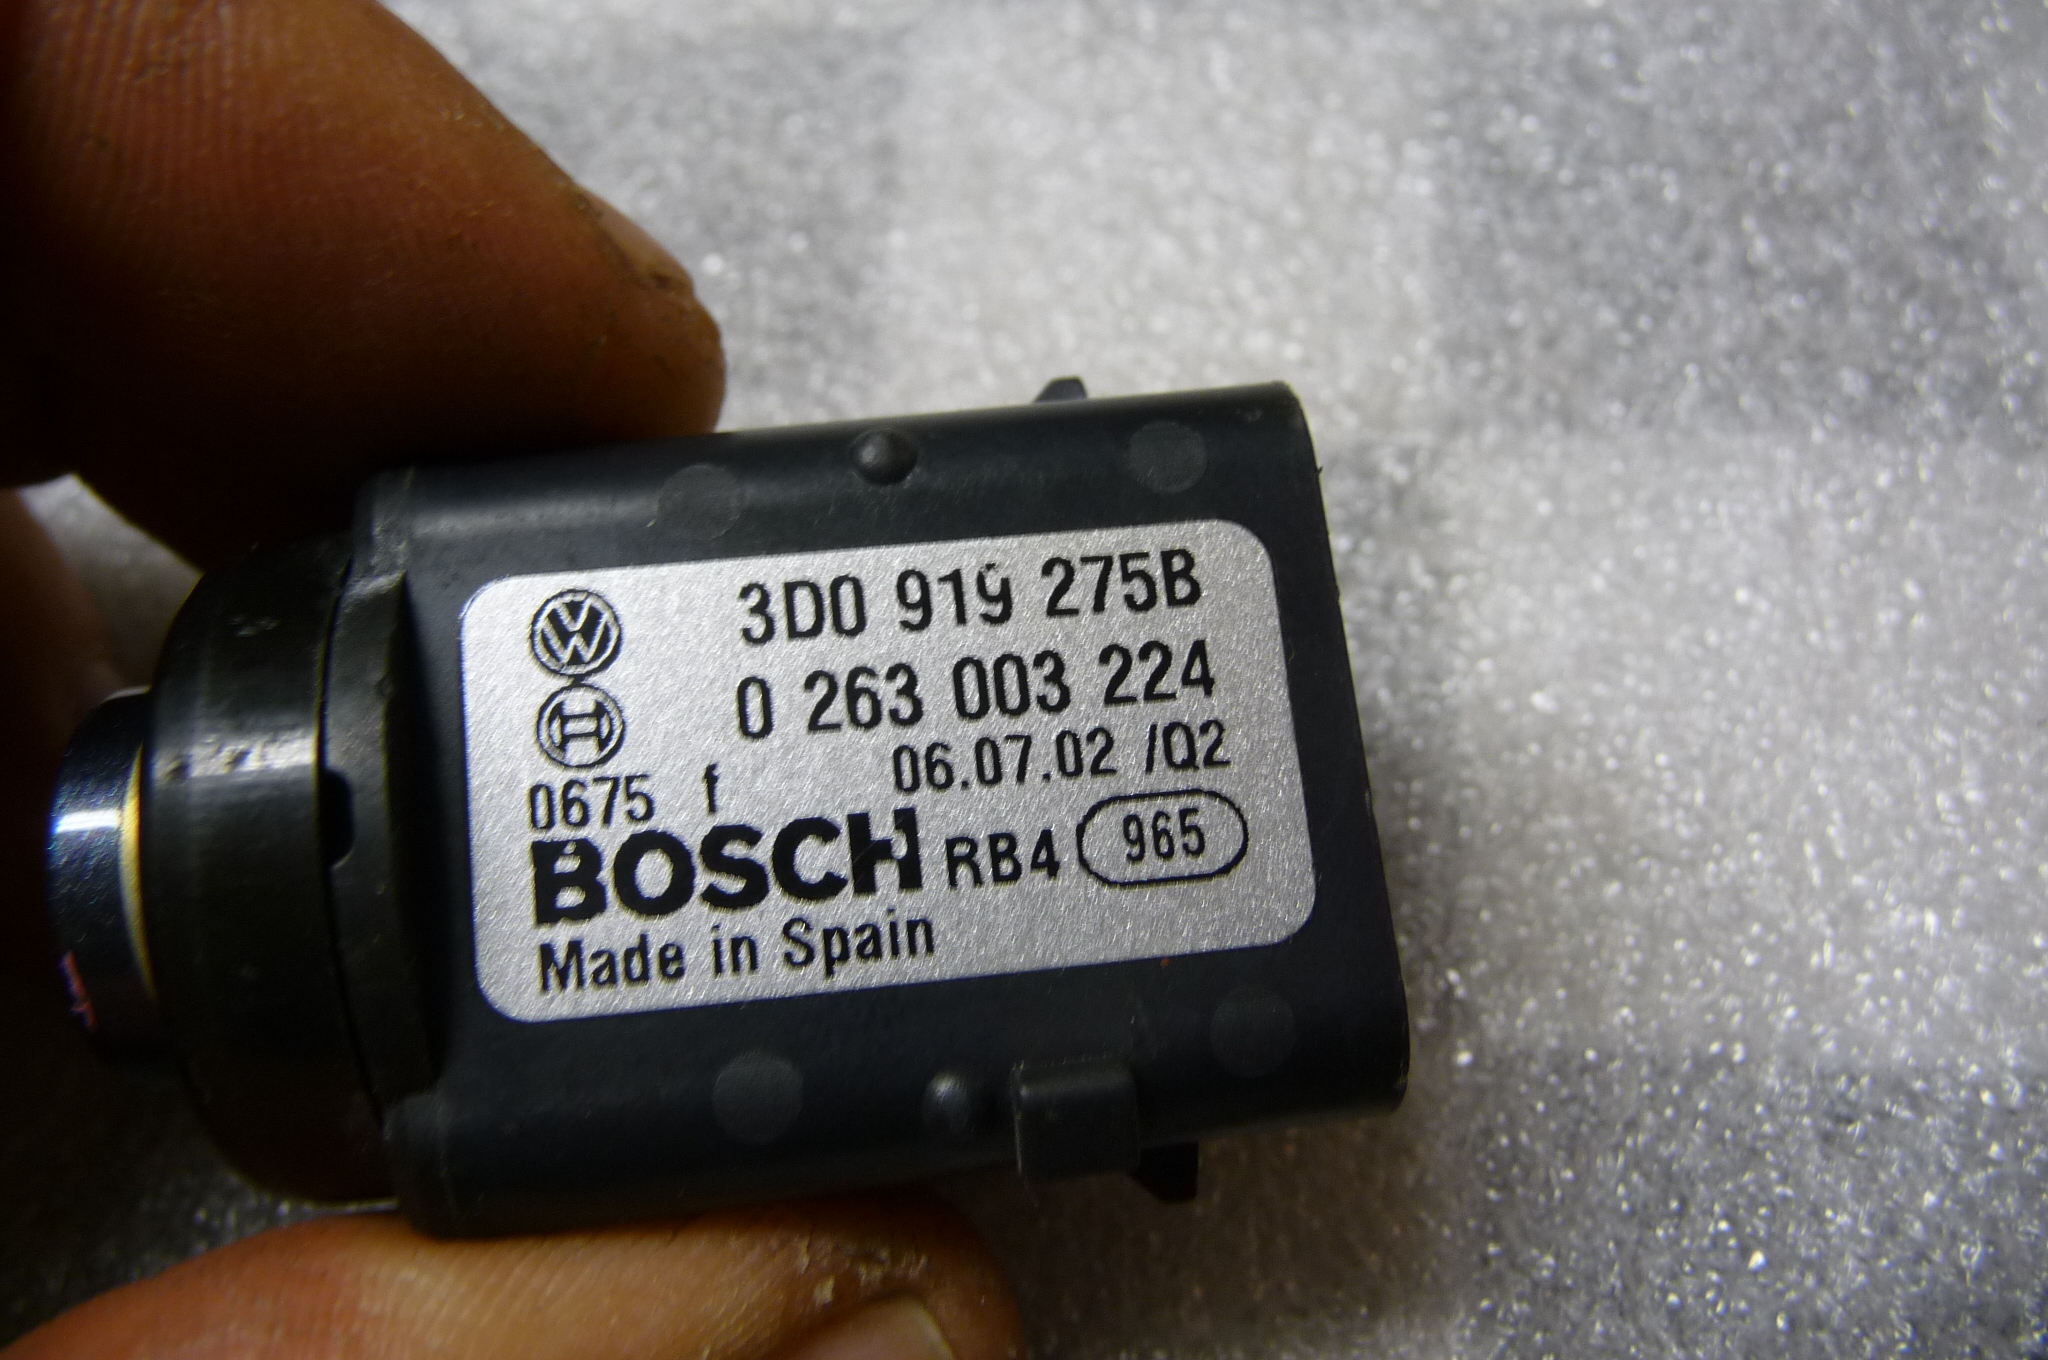 3D0 919 275B
0 263 003 224
06.07.02 /Q2
0675 f
BOSCH RB4 965
Made in Spain